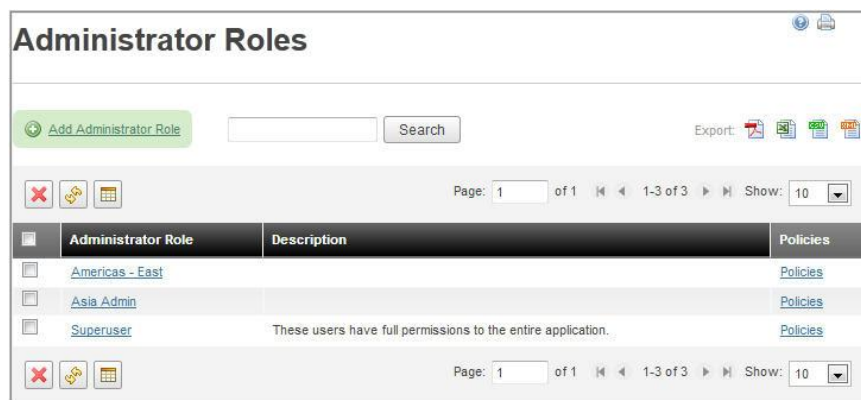 Administrator Roles
Add Administrator Role Search Export:
Page: 1 of 1 1-3 of 3 Show: 10
Administrator Role Description Policies
Americas - East Policies
Asia Admin Policies
Superuser These users have full permissions to the entire application. Policies
Page: 1 of 1 1-3 of 3 Show: 10